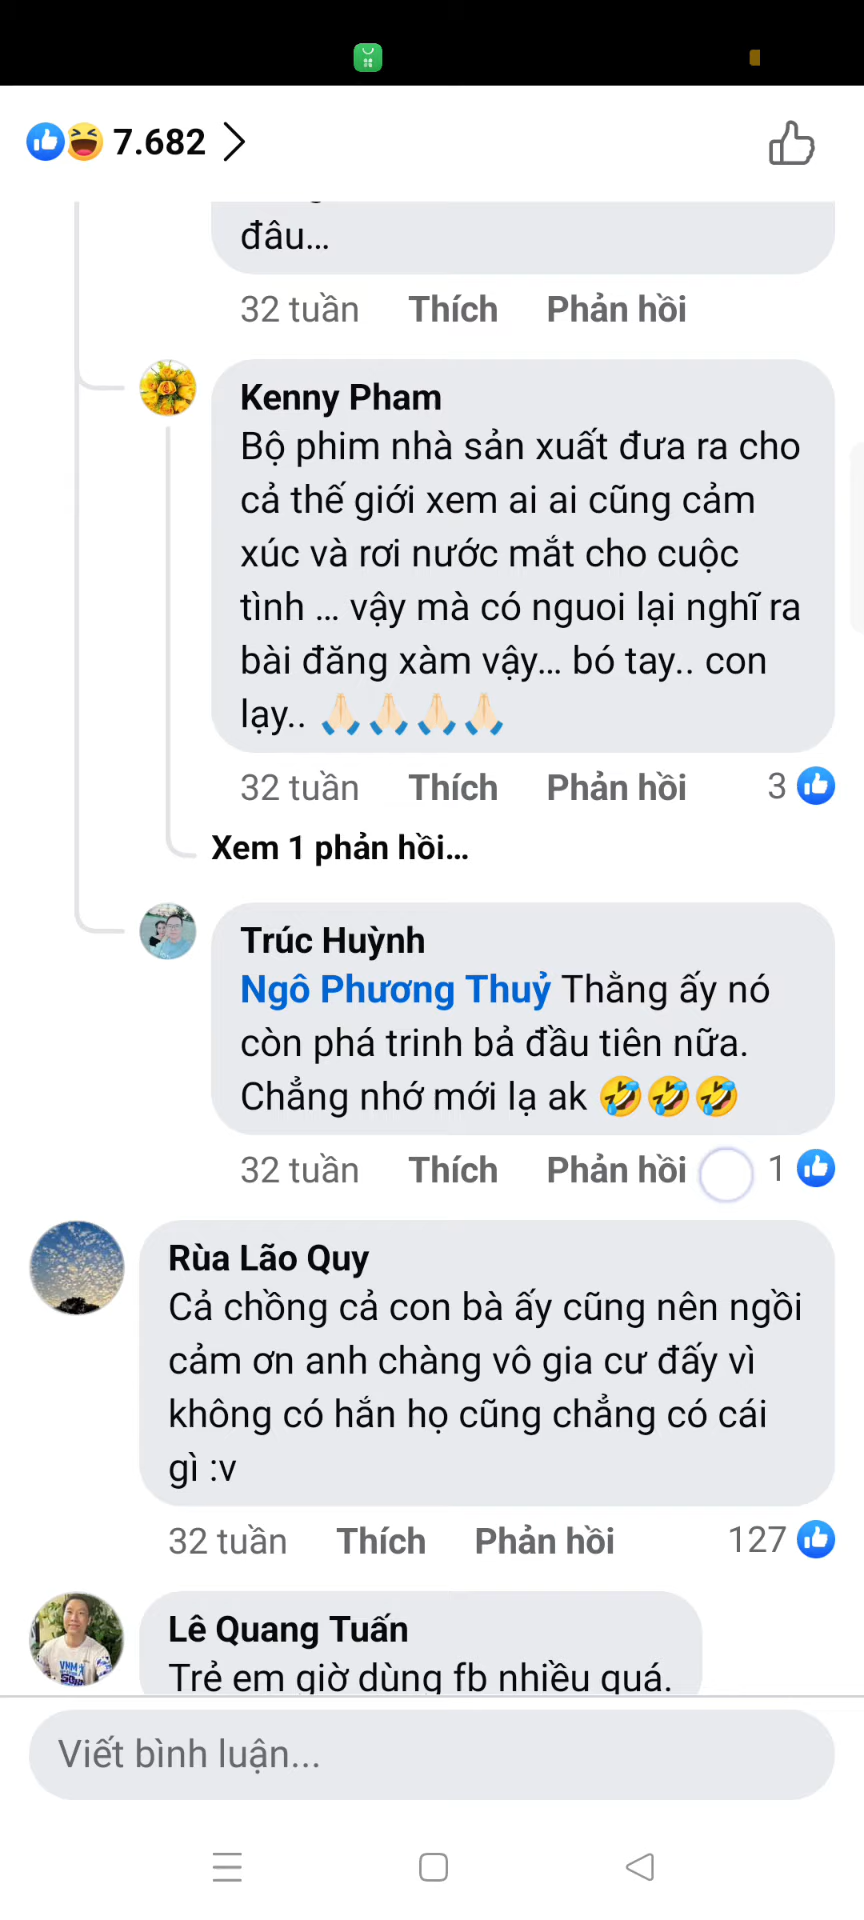 7.682
đâu...
32 tuần Thích Phản hồi
Kenny Pham
Bộ phim nhà sản xuất đưa ra cho
cả thế giới xem ai ai cũng cảm
xúc và rơi nước mắt cho cuộc
tình ... vậy mà có nguoi lại nghĩ ra
bài đăng xàm vậy... bó tay.. con
lạy.. 🙏🏻🙏🏻🙏🏻🙏🏻
32 tuần Thích Phản hồi 3
Xem 1 phản hồi...
Trúc Huỳnh
Ngô Phương Thuỷ Thằng ấy nó
còn phá trinh bả đầu tiên nữa.
Chẳng nhớ mới lạ ak 🤣🤣🤣
32 tuần Thích Phản hồi 1
Rùa Lão Quy
Cả chồng cả con bà ấy cũng nên ngồi
cảm ơn anh chàng vô gia cư đấy vì
không có hắn họ cũng chẳng có cái
gì :v
32 tuần Thích Phản hồi 127
Lê Quang Tuấn
Trẻ em giờ dùng fb nhiều quá.
Viết bình luận...